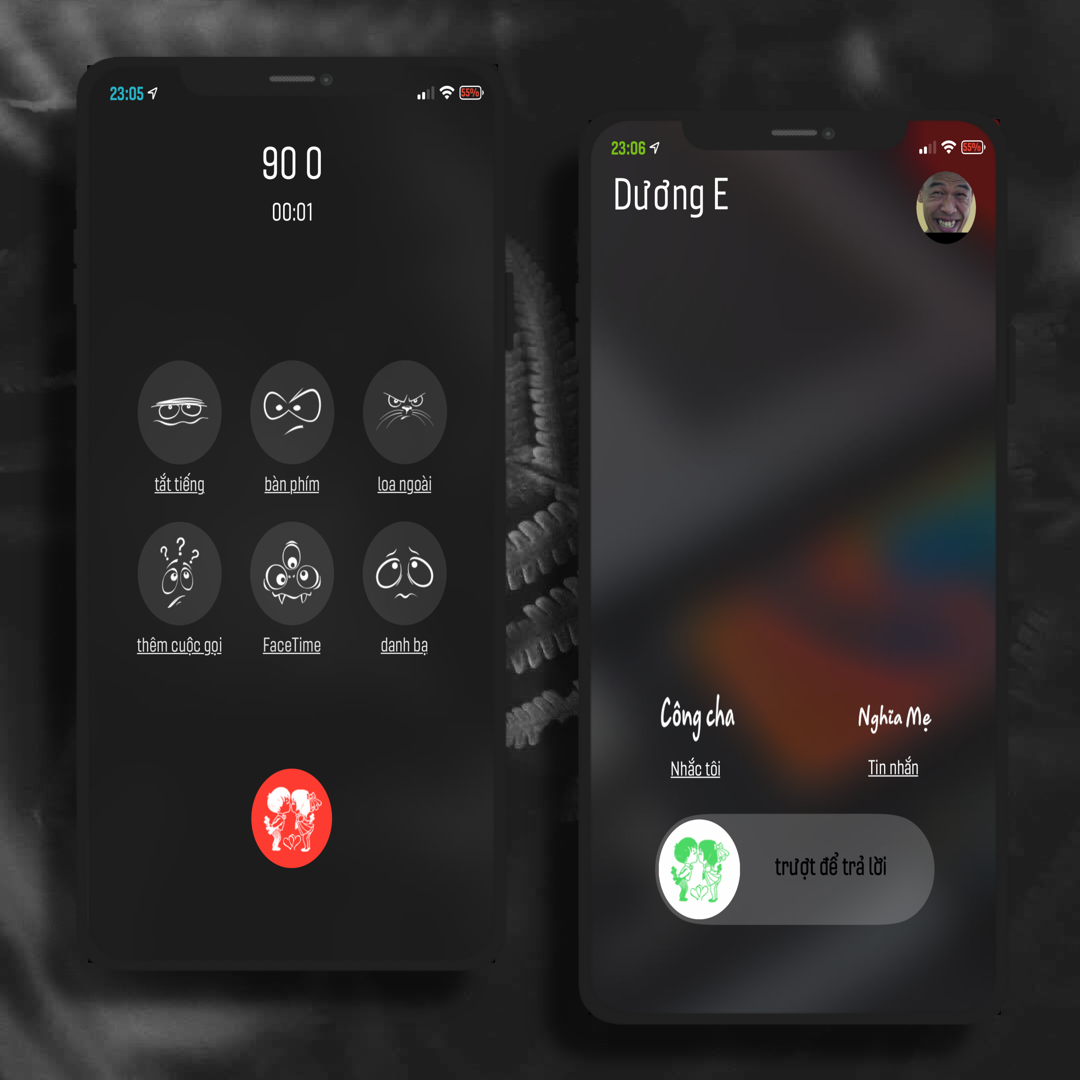 23:05
55%
90 0
00:01
tắt tiếng
bàn phím
loa ngoài
thêm cuộc gọi
FaceTime
danh bạ
23:06
55%
Dương E
Công cha
Nghĩa Mẹ
Nhắc tôi
Tin nhắn
trượt để trả lời